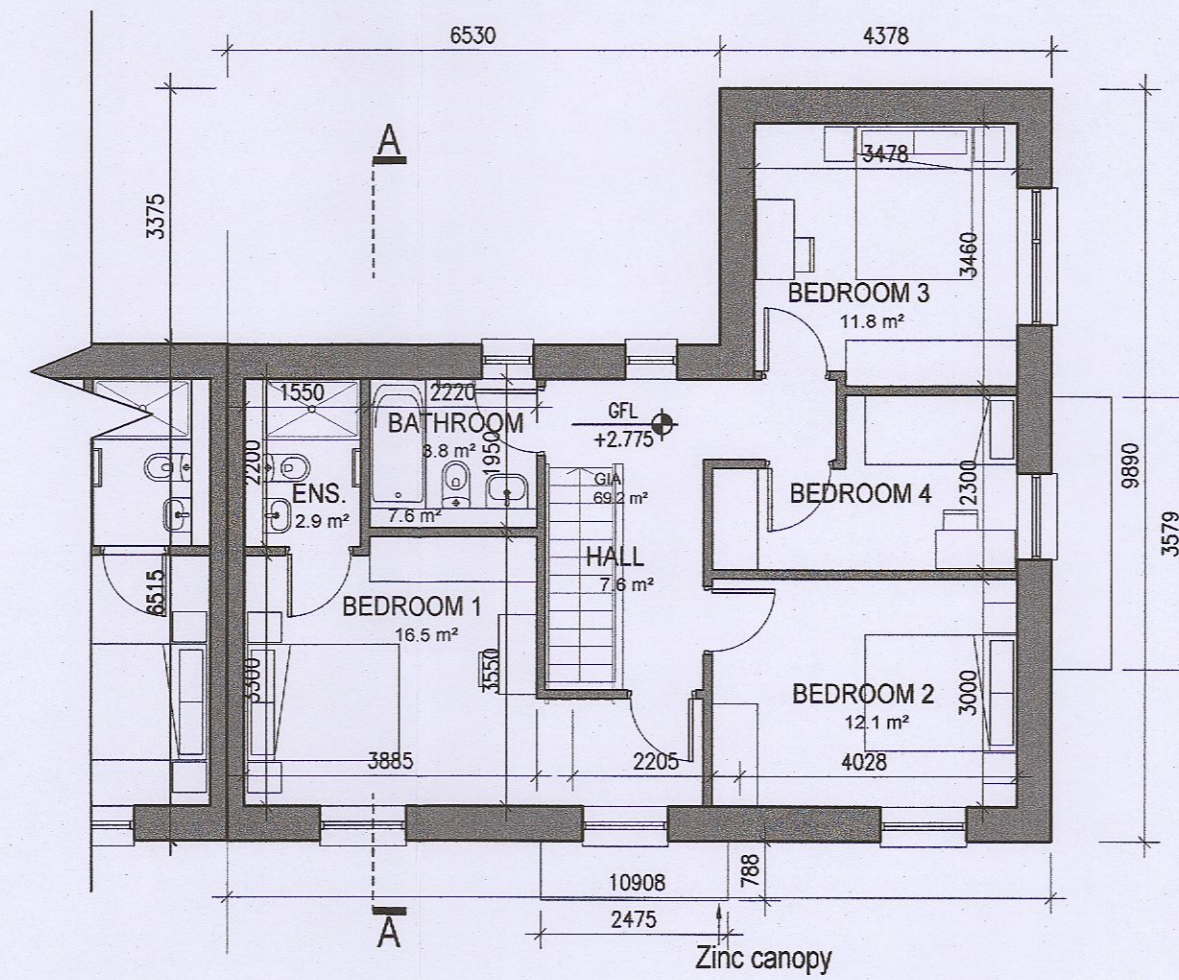 6530
4378
A
3375
3478
3460
BEDROOM 3
11.8 m²
1550
2220
BATHROOM
3.8 m²
1950
GFL
+2.775
2200
ENS.
2.9 m²
7.6 m²
GIA
69.2 m²
BEDROOM 4
2300
9890
3579
HALL
7.6 m²
6515
BEDROOM 1
16.5 m²
3300
3550
BEDROOM 2
12.1 m²
3000
3885
2205
4028
788
10908
2475
A
Zinc canopy